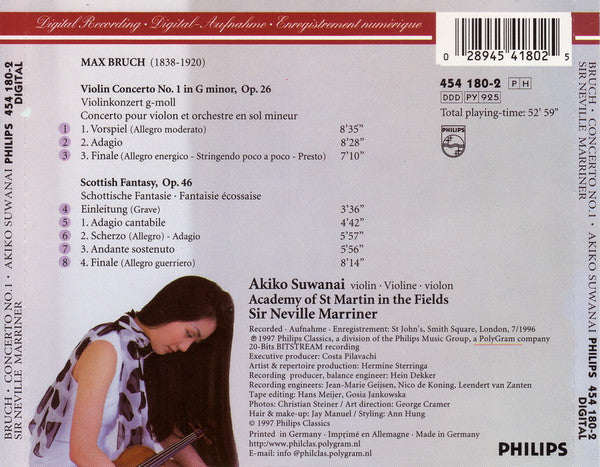 Digital Recording · Digital-Aufnahme · Enregistrement numérique
0 28945 41802 5
MAX BRUCH (1838-1920)
454 180-2 P H
DDD PY 925
Total playing-time: 52' 59"
PHILIPS
Violin Concerto No. 1 in G minor, Op. 26
Violinkonzert g-moll
Concerto pour violon et orchestre en sol mineur
1 1. Vorspiel (Allegro moderato) 8'35"
2 2. Adagio 8'28"
3 3. Finale (Allegro energico - Stringendo poco a poco - Presto) 7'10"
Scottish Fantasy, Op. 46
Schottische Fantasie · Fantaisie écossaise
4 Einleitung (Grave) 3'36"
5 1. Adagio cantabile 4'42"
6 2. Scherzo (Allegro) - Adagio 5'57"
7 3. Andante sostenuto 5'56"
8 4. Finale (Allegro guerriero) 8'14"
Akiko Suwanai violin · Violine · violon
Academy of St Martin in the Fields
Sir Neville Marriner
Recorded · Aufnahme · Enregistrement: St John's, Smith Square, London, 7/1996
℗ 1997 Philips Classics, a division of the Philips Music Group, a PolyGram company
20-Bits BITSTREAM recording
Executive producer: Costa Pilavachi
Artist & repertoire production: Hermine Sterringa
Recording producer, balance engineer: Hein Dekker
Recording engineers: Jean-Marie Geijsen, Nico de Koning, Leendert van Zanten
Tape editing: Hans Meijer, Gosia Jankowska
Photos: Christian Steiner / Art direction: George Cramer
Hair & make-up: Jay Manuel / Styling: Ann Hung
© 1997 Philips Classics
Printed in Germany · Imprimé en Allemagne · Made in Germany
http://philclas.polygram.nl/
E-mail: info @philclas.polygram.nl
PHILIPS
BRUCH · CONCERTO NO.1 · AKIKO SUWANAI PHILIPS 454 180-2
SIR NEVILLE MARRINER DIGITAL
BRUCH · CONCERTO NO.1 · AKIKO SUWANAI PHILIPS 454 180-2
SIR NEVILLE MARRINER DIGITAL